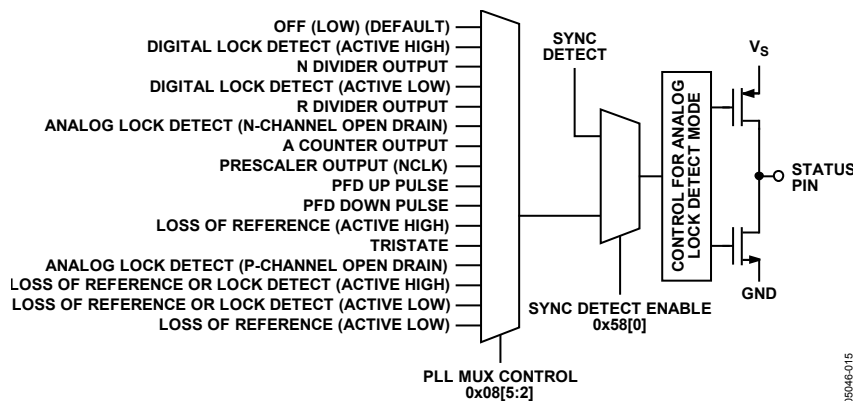 OFF (LOW) (DEFAULT)
DIGITAL LOCK DETECT (ACTIVE HIGH)
N DIVIDER OUTPUT
DIGITAL LOCK DETECT (ACTIVE LOW)
R DIVIDER OUTPUT
ANALOG LOCK DETECT (N-CHANNEL OPEN DRAIN)
A COUNTER OUTPUT
PRESCALER OUTPUT (NCLK)
PFD UP PULSE
PFD DOWN PULSE
LOSS OF REFERENCE (ACTIVE HIGH)
TRISTATE
ANALOG LOCK DETECT (P-CHANNEL OPEN DRAIN)
LOSS OF REFERENCE OR LOCK DETECT (ACTIVE HIGH)
LOSS OF REFERENCE OR LOCK DETECT (ACTIVE LOW)
LOSS OF REFERENCE (ACTIVE LOW)
PLL MUX CONTROL
0x08[5:2]
SYNC
DETECT
SYNC DETECT ENABLE
0x58[0]
CONTROL FOR ANALOG
LOCK DETECT MODE
VS
STATUS
PIN
GND
05046-015